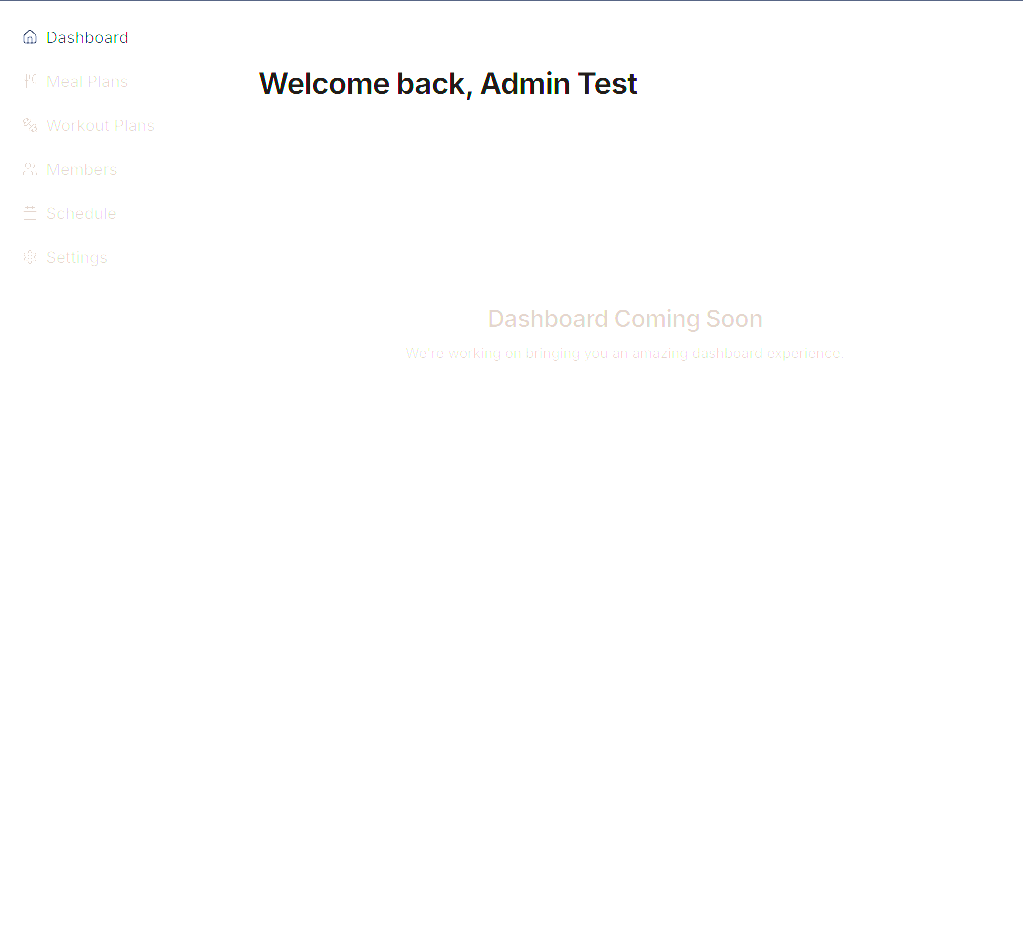 Dashboard
Meal Plans
Workout Plans
Members
Schedule
Settings
Welcome back, Admin Test
Dashboard Coming Soon
We're working on bringing you an amazing dashboard experience.